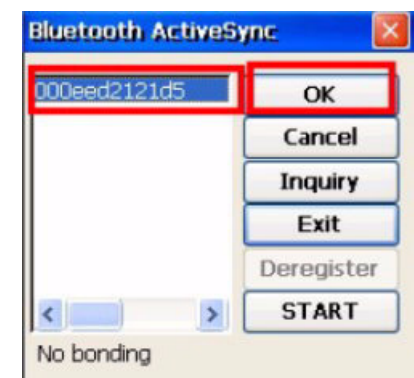 Bluetooth ActiveSync
000eed2121d5
OK
Cancel
Inquiry
Exit
Deregister
START
No bonding